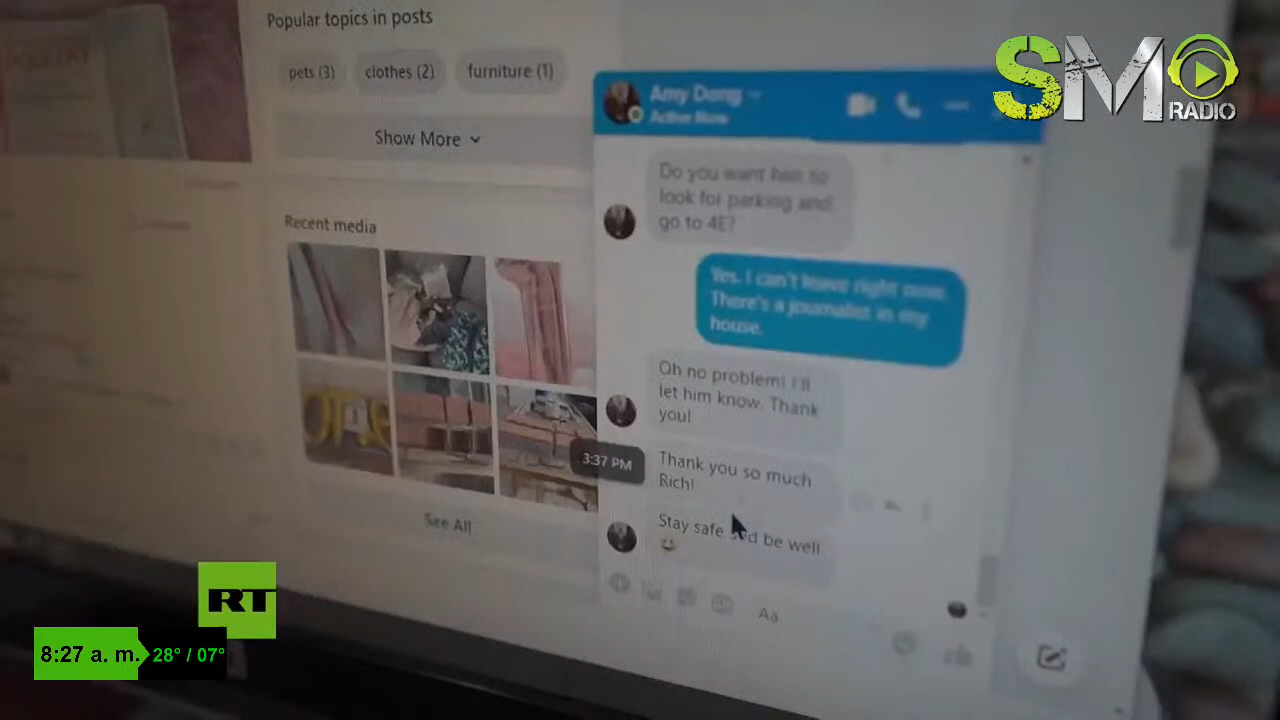 Popular topics in posts
pets (3)
clothes (2)
furniture (1)
Show More
Recent media
See All
Amy Dong
Active Now
Do you want him to
look for parking and
go to 4E?
Yes. I can't leave right now.
There's a journalist in my
house.
Oh no problem! I'll
let him know. Thank
you!
3:37 PM
Thank you so much
Rich!
Stay safe and be well
Aa
SM
RADIO
RT
8:27 a. m.
28° / 07°